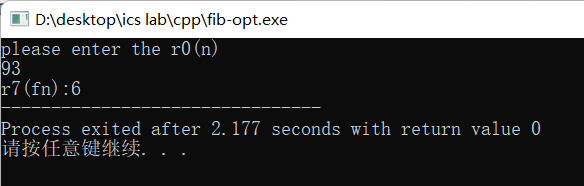 D:\desktop\ics lab\cpp\fib-opt.exe
please enter the r0(n)
93
r7(fn):6
--------------------------------
Process exited after 2.177 seconds with return value 0
请按任意键继续. . .